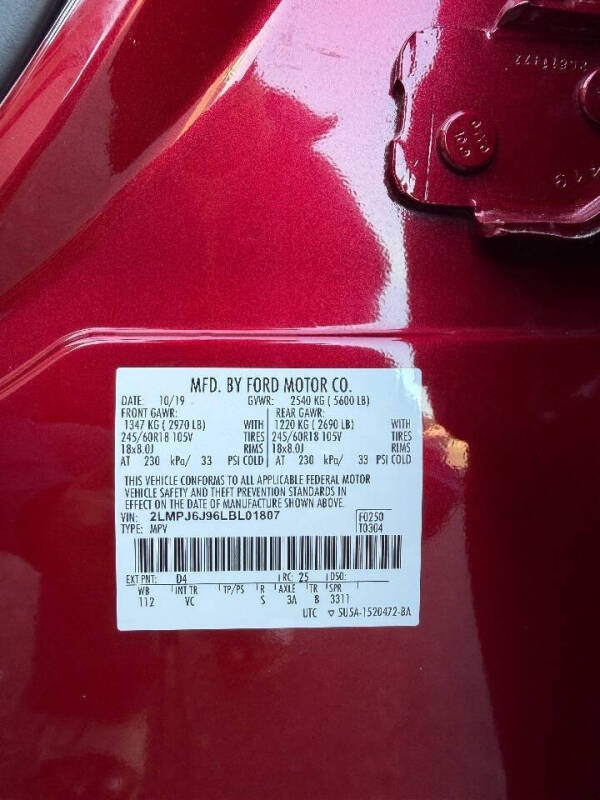 MFD. BY FORD MOTOR CO.
DATE: 10/19 GVWR: 2540 KG ( 5600 LB)
FRONT GAWR: REAR GAWR:
1347 KG ( 2970 LB) WITH 1220 KG ( 2690 LB) WITH
245/60R18 105V TIRES 245/60R18 105V TIRES
18x8.0J RIMS 18x8.0J RIMS
AT 230 kPa/ 33 PSI COLD AT 230 kPa/ 33 PSI COLD
THIS VEHICLE CONFORMS TO ALL APPLICABLE FEDERAL MOTOR
VEHICLE SAFETY AND THEFT PREVENTION STANDARDS IN
EFFECT ON THE DATE OF MANUFACTURE SHOWN ABOVE.
VIN: 2LMPJ6J96LBL01807 F0250
TYPE: MPV T0304
EXT PNT: D4 RC: 25 DSO:
WB INT TR TP/PS R AXLE TR SPR
112 VC S 3A 8 3311
UTC ▽ 5U5A-1520472-BA